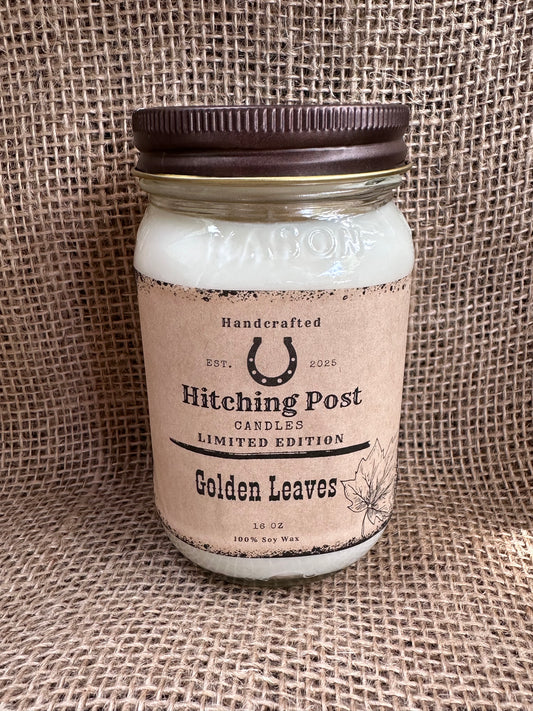 MASON
Handcrafted
EST. 2025
Hitching Post
CANDLES
LIMITED EDITION
Golden Leaves
16 OZ
100% Soy Wax